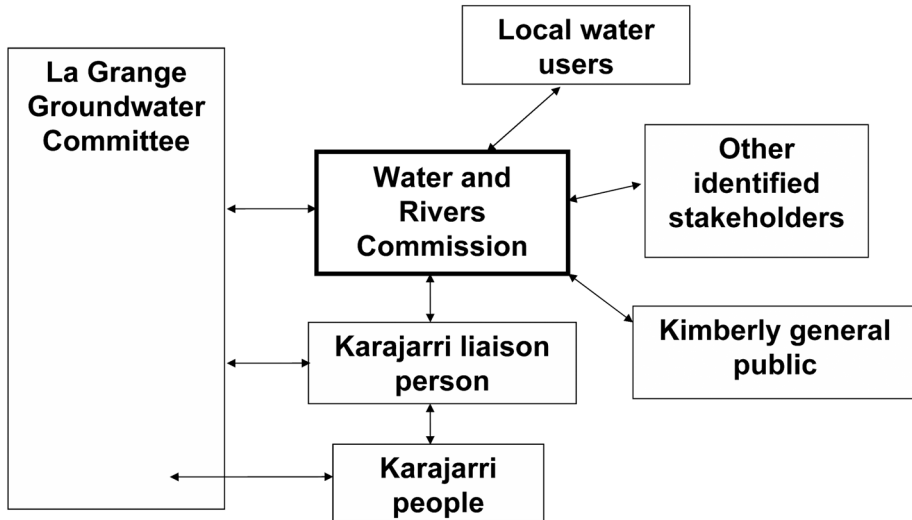 Local water
users
La Grange
Groundwater
Committee
Other
identified
stakeholders
Water and
Rivers
Commission
Kimberly general
public
Karajarri liaison
person
Karajarri
people